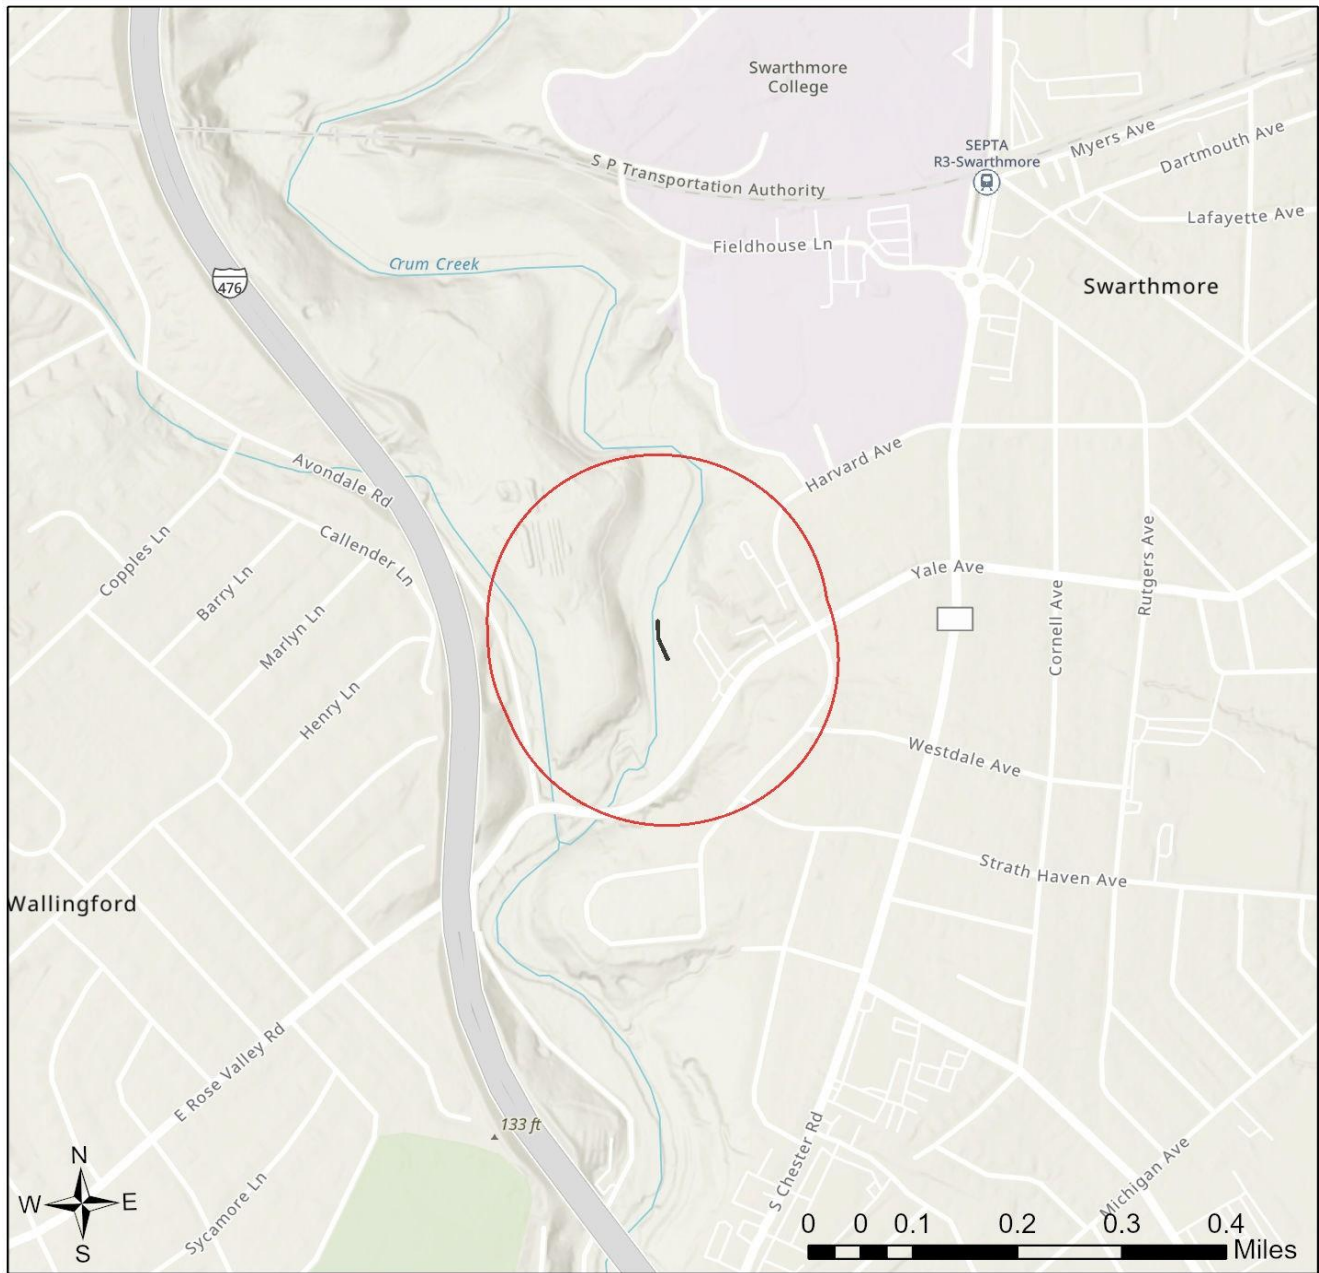 Swarthmore
College
SEPTA
R3-Swarthmore
Myers Ave
Dartmouth Ave
S P Transportation Authority
Lafayette Ave
Fieldhouse Ln
Crum Creek
476
Swarthmore
Harvard Ave
Avondale Rd
Callender Ln
Copples Ln
Barry Ln
Marlyn Ln
Henry Ln
Yale Ave
Cornell Ave
Rutgers Ave
Westdale Ave
Strath Haven Ave
Wallingford
E Rose Valley Rd
133 ft
S Chester Rd
Michigan Ave
Sycamore Ln
N
W
E
S
0 0 0.1 0.2 0.3 0.4
Miles